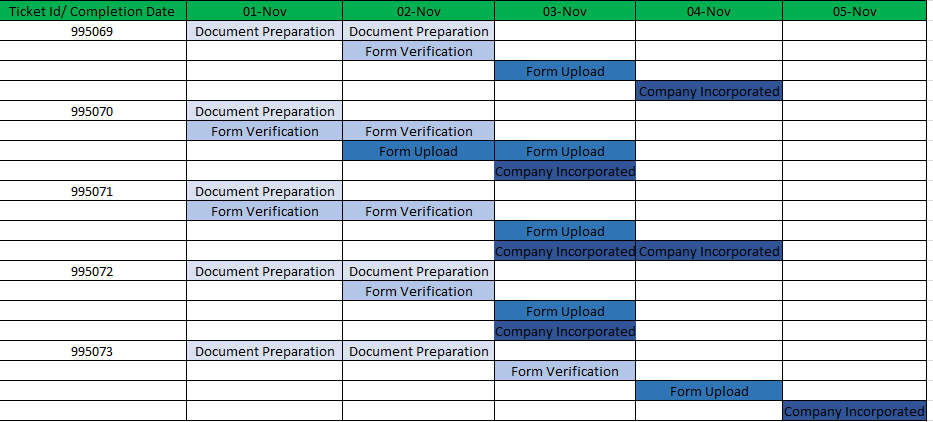 Ticket Id/ Completion Date 01-Nov 02-Nov 03-Nov 04-Nov 05-Nov
995069 Document Preparation Document Preparation
Form Verification
Form Upload
Company Incorporated
995070 Document Preparation
Form Verification Form Verification
Form Upload Form Upload
Company Incorporated
995071 Document Preparation
Form Verification Form Verification
Form Upload
Company Incorporated Company Incorporated
995072 Document Preparation Document Preparation
Form Verification
Form Upload
Company Incorporated
995073 Document Preparation Document Preparation
Form Verification
Form Upload
Company Incorporated